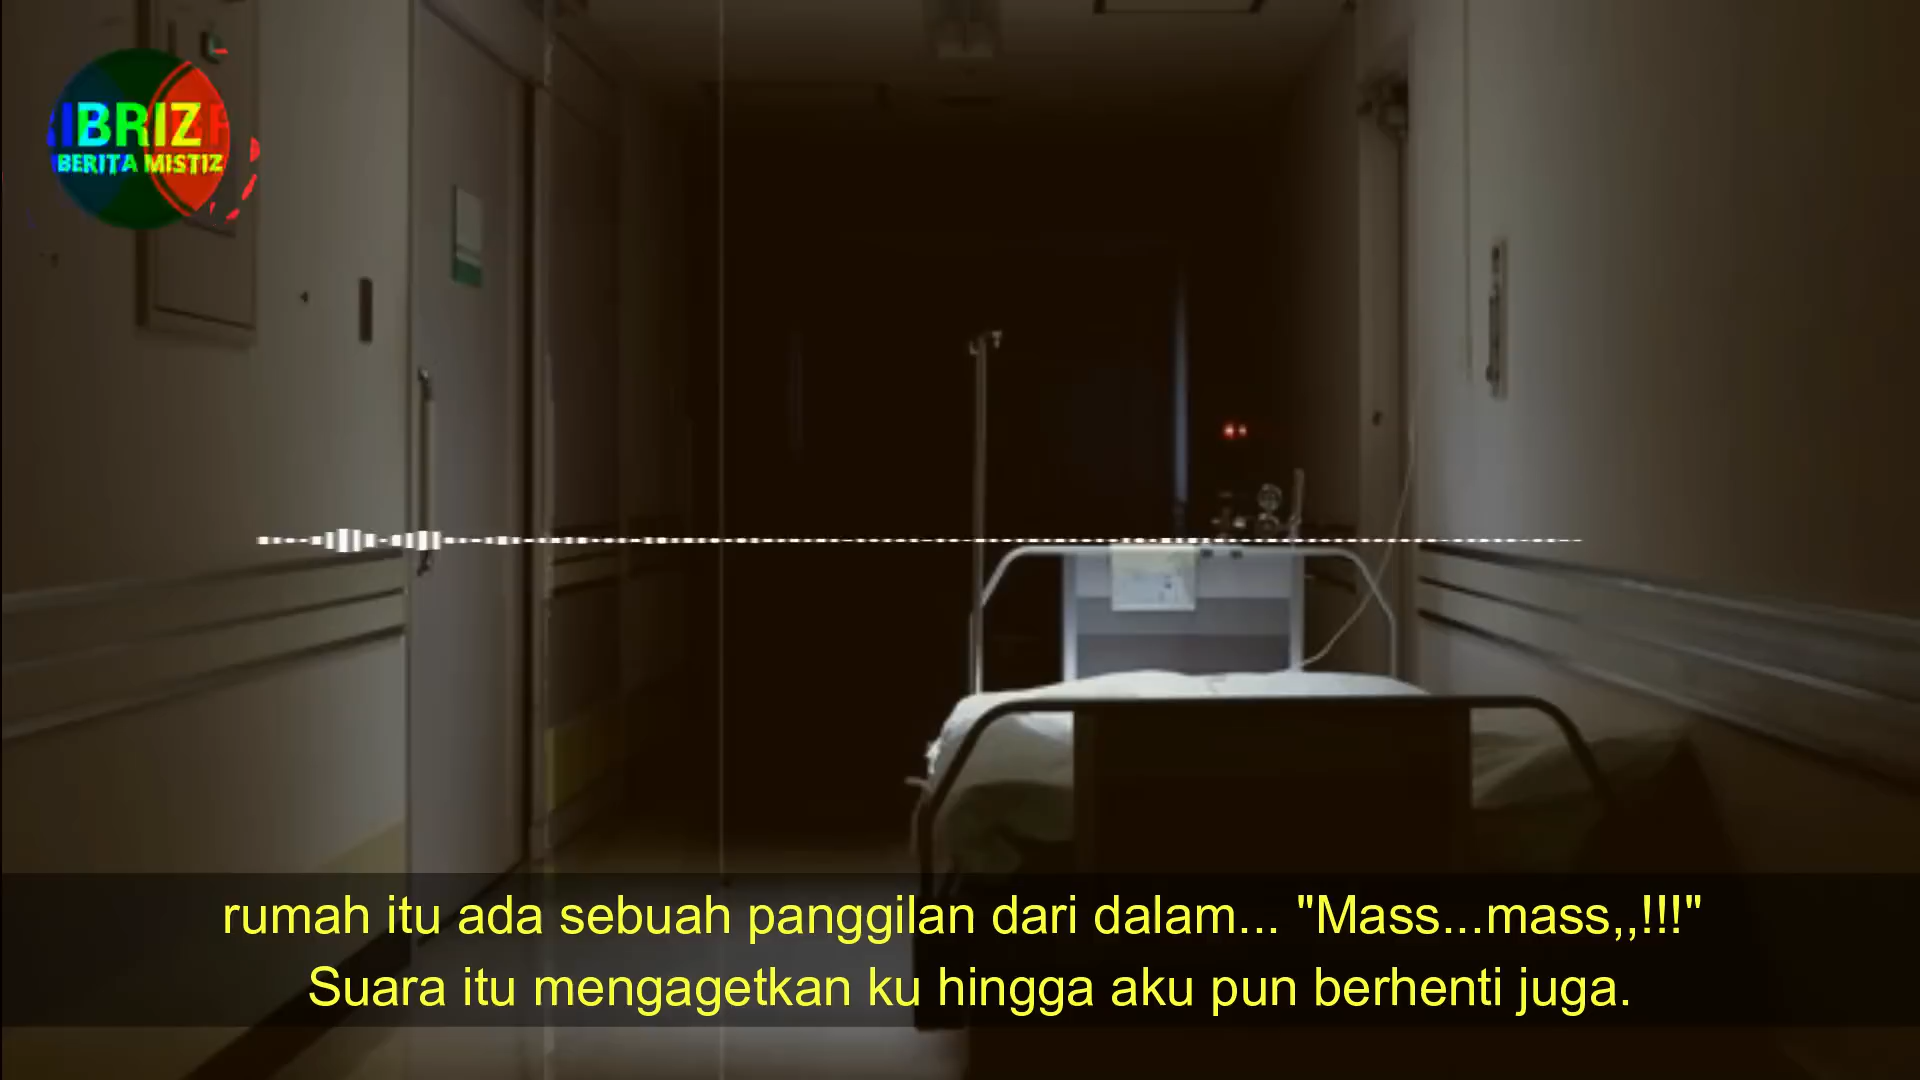 IBRIZ
BERITA MISTIZ
rumah itu ada sebuah panggilan dari dalam... "Mass...mass,,!!!"
Suara itu mengagetkan ku hingga aku pun berhenti juga.